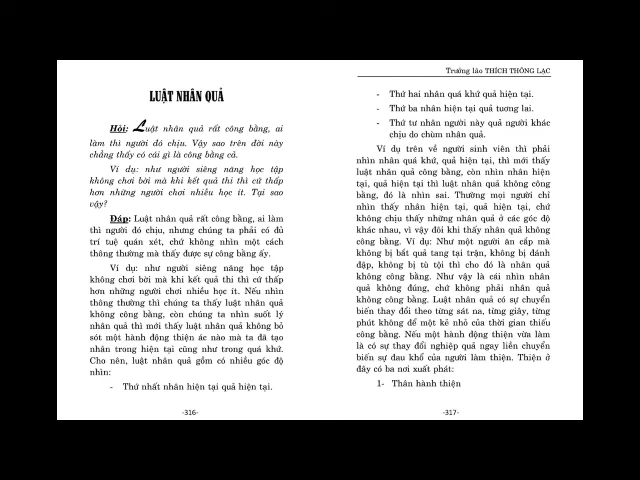 LUẬT NHÂN QUẢ
Hỏi: Luật nhân quả rất công bằng, ai
làm thì người đó chịu. Vậy sao trên đời này
chẳng thấy có cái gì là công bằng cả.
Ví dụ: như người siêng năng học tập
không chơi bời mà khi kết quả thi thì cứ thấp
hơn những người chơi nhiều học ít. Tại sao
vậy?
Đáp: Luật nhân quả rất công bằng, ai làm
thì người đó chịu, nhưng chúng ta phải có đủ
trí tuệ quán xét, chứ không nhìn một cách
thông thường mà thấy được sự công bằng ấy.
Ví dụ: như người siêng năng học tập
không chơi bời mà khi kết quả thi thì cứ thấp
hơn những người chơi nhiều học ít. Nếu nhìn
thông thường thì chúng ta thấy luật nhân quả
không công bằng, còn chúng ta nhìn suốt lý
nhân quả thì mới thấy luật nhân quả không bỏ
sót một hành động thiện ác nào mà ta đã tạo
nhân trong hiện tại cũng như trong quá khứ.
Cho nên, luật nhân quả gồm có nhiều góc độ
nhìn:
- Thứ nhất nhân hiện tại quả hiện tại.
-316-
Trưởng lão THÍCH THÔNG LẠC
- Thứ hai nhân quá khứ quả hiện tại.
- Thứ ba nhân hiện tại quả tương lai.
- Thứ tư nhân người này quả người khác
chịu do chùm nhân quả.
Ví dụ trên về người sinh viên thì phải
nhìn nhân quá khứ, quả hiện tại, thì mới thấy
luật nhân quả công bằng, còn nhìn nhân hiện
tại, quả hiện tại thì luật nhân quả không công
bằng, đó là nhìn sai. Thường mọi người chỉ
nhìn thấy nhân hiện tại, quả hiện tại, chứ
không chịu thấy những nhân quả ở các góc độ
khác nhau, vì vậy đôi khi thấy nhân quả không
công bằng. Ví dụ: Như một người ăn cắp mà
không bị bắt quả tang tại trận, không bị đánh
đập, không bị tù tội thì cho đó là nhân quả
không công bằng. Như vậy là cái nhìn nhân
quả không đúng, chứ không phải nhân quả
không công bằng. Luật nhân quả có sự chuyển
biến thay đổi theo từng sát na, từng giây, từng
phút không để một kẽ nhỏ của thời gian thiếu
công bằng. Nếu một hành động thiện vừa làm
là có sự thay đổi nghiệp quả ngay liền chuyển
biến sự đau khổ của người làm thiện. Thiện ở
đây có ba nơi xuất phát:
1- Thân hành thiện
-317-